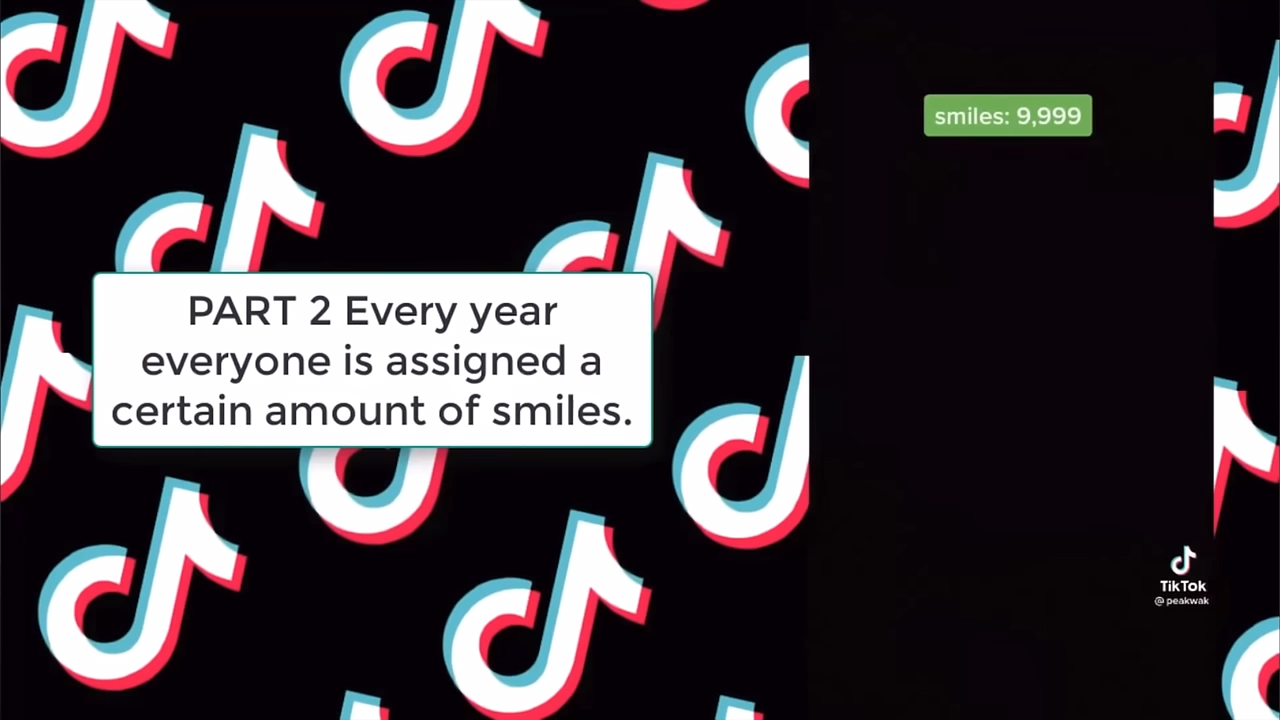 PART 2 Every year
everyone is assigned a
certain amount of smiles.
smiles: 9,999
TikTok
@peakwak